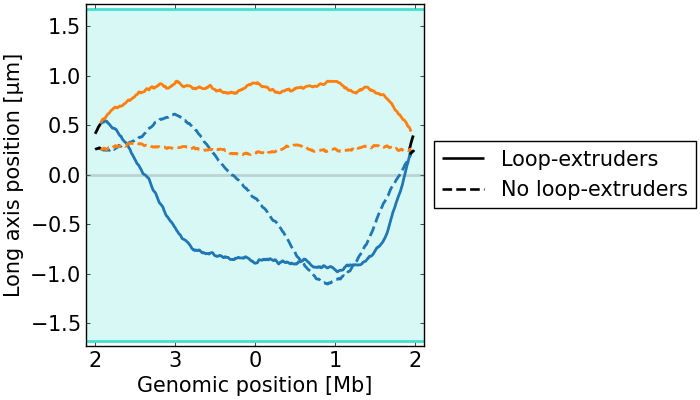 1.5
1.0
0.5
0.0
−0.5
−1.0
−1.5
Long axis position [μm]
2 3 0 1 2
Genomic position [Mb]
Loop-extruders
No loop-extruders